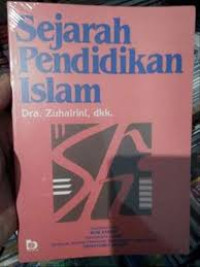 Sejarah
Pendidikan
Islam
Dra. Zuhairini, dkk.